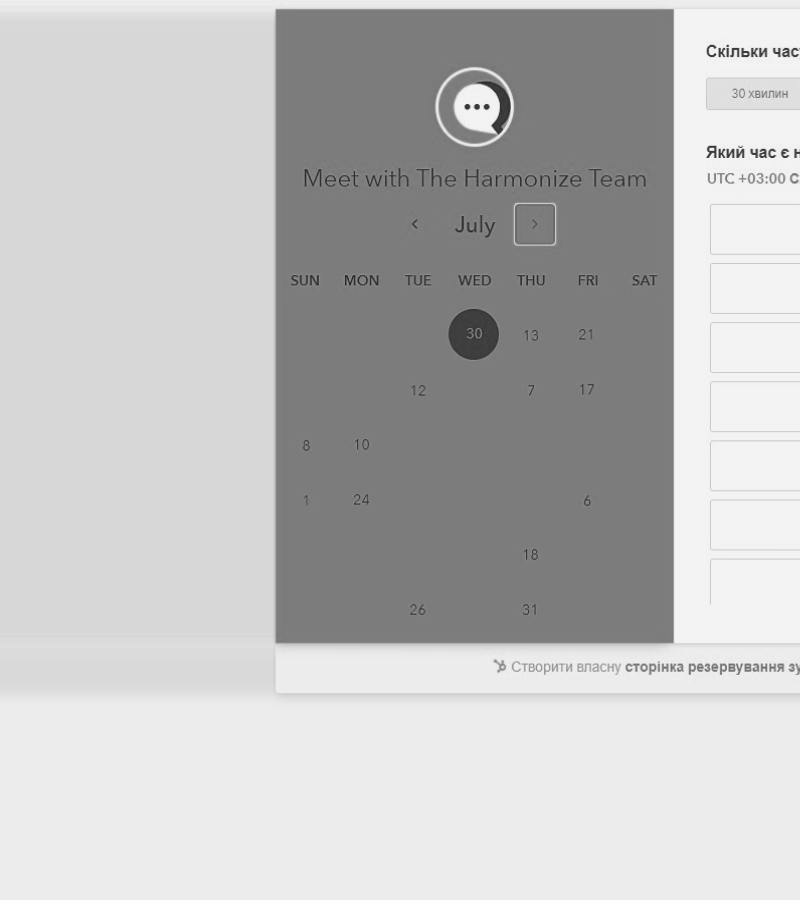 Meet with The Harmonize Team
July
SUN MON TUE WED THU FRI SAT
30 13 21
12 7 17
8 10
1 24 6
18
26 31
Скільки час
30 хвилин
Який час є
UTC +03:00
Створити власну сторінка резервування